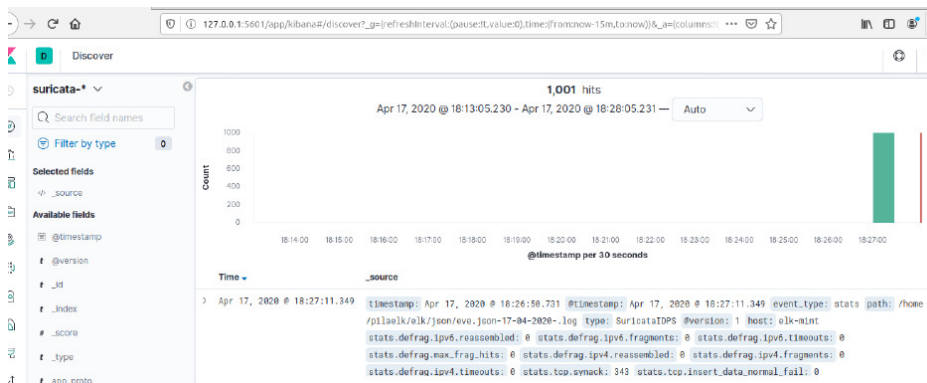 127.0.0.1:5601/app/kibana#/discover?_g=(refreshInterval:(pause:!t,value:0),time:(from:now-15m,to:now))&_a=(columns:!
D Discover
suricata-*
1,001 hits
Apr 17, 2020 @ 18:13:05.230 - Apr 17, 2020 @ 18:28:05.231 — Auto
Search field names
Filter by type 0
Selected fields
</> _source
Available fields
@timestamp
t @version
t _id
t _index
# _score
t _type
t app_proto
Count
1000
800
600
400
200
0
18:14:00 18:15:00 18:16:00 18:17:00 18:18:00 18:19:00 18:20:00 18:21:00 18:22:00 18:23:00 18:24:00 18:25:00 18:26:00 18:27:00
@timestamp per 30 seconds
Time _source
Apr 17, 2020 @ 18:27:11.349 timestamp: Apr 17, 2020 @ 18:26:50.731 @timestamp: Apr 17, 2020 @ 18:27:11.349 event_type: stats path: /home
/pilaelk/elk/json/eve.json-17-04-2020-.log type: SuricataIDPS @version: 1 host: elk-mint
stats.defrag.ipv6.reassembled: 0 stats.defrag.ipv6.fragments: 0 stats.defrag.ipv6.timeouts: 0
stats.defrag.max_frag_hits: 0 stats.defrag.ipv4.reassembled: 0 stats.defrag.ipv4.fragments: 0
stats.defrag.ipv4.timeouts: 0 stats.tcp.synack: 343 stats.tcp.insert_data_normal_fail: 0